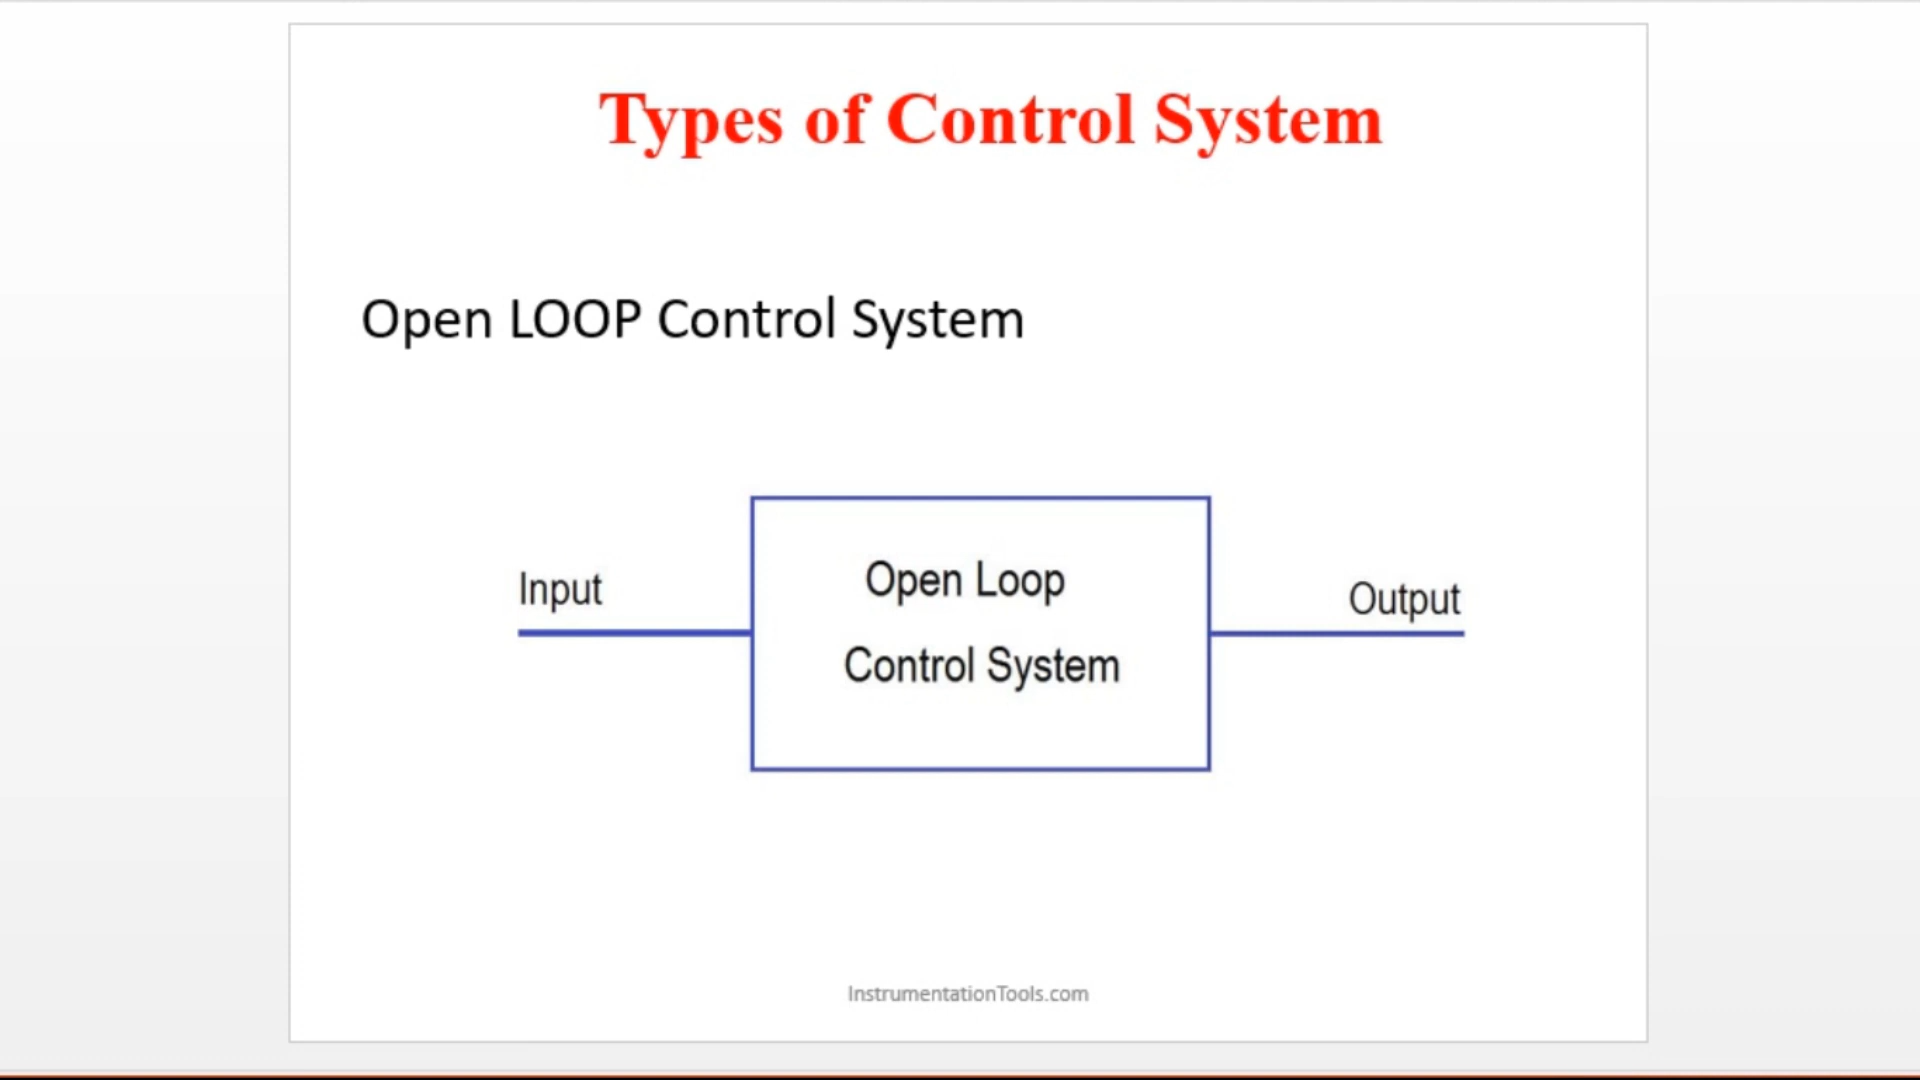 Types of Control System
Open LOOP Control System
Input
Open Loop
Control System
Output
InstrumentationTools.com